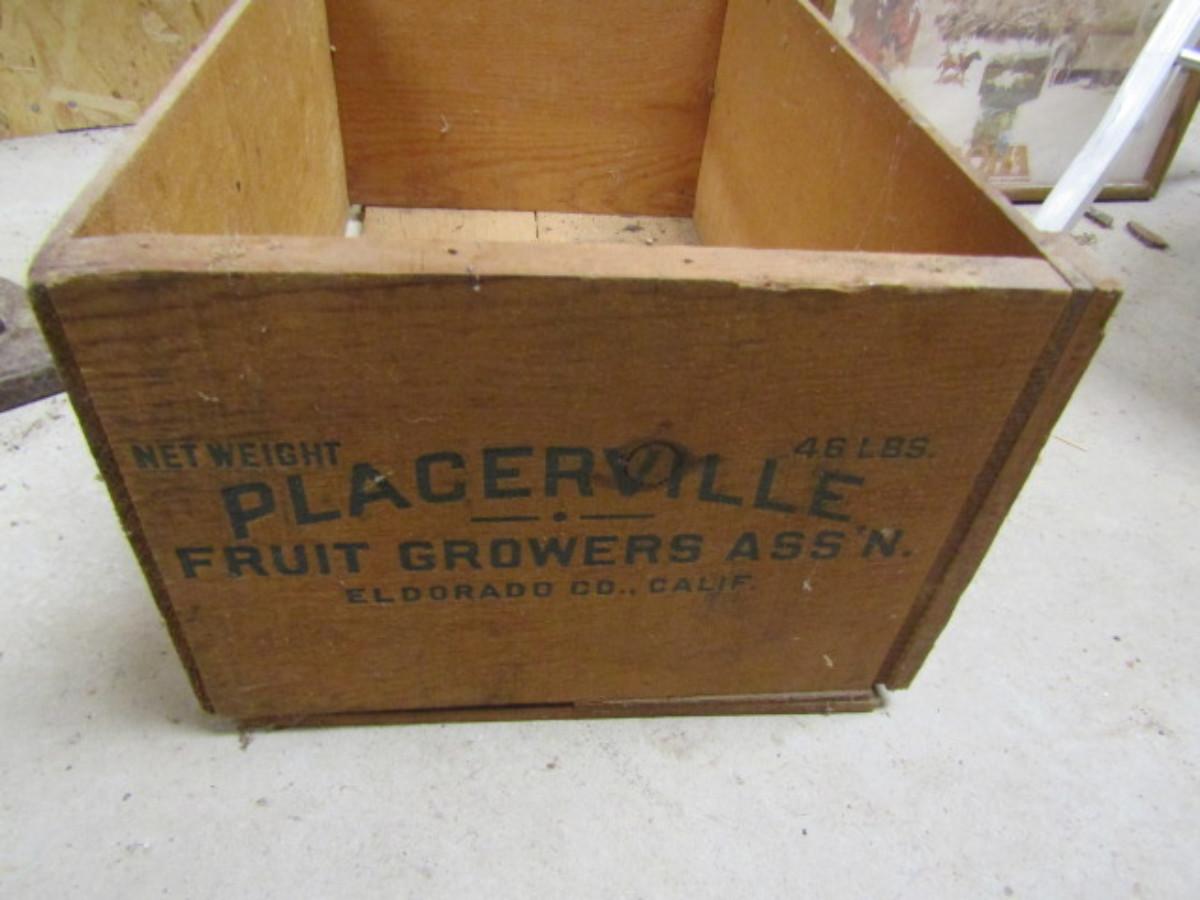 NET WEIGHT 46 LBS.
PLACERVILLE
FRUIT GROWERS ASS'N.
ELDORADO CO., CALIF.